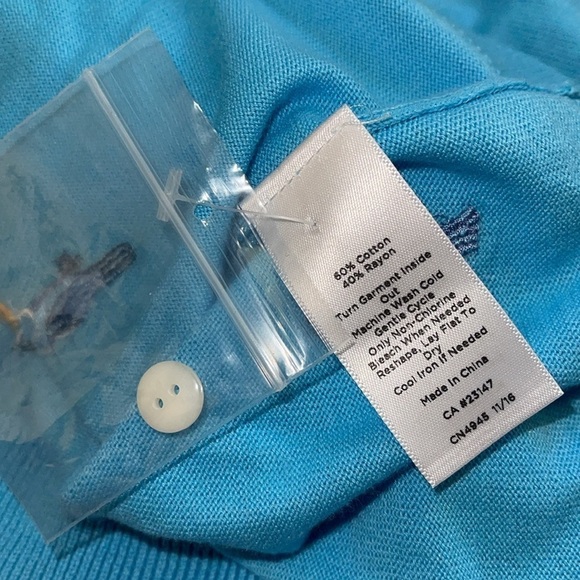 60% Cotton
40% Rayon
Turn Garment Inside
Out
Machine Wash Cold
Gentle Cycle
Only Non-Chlorine
Bleach When Needed
Reshape, Lay Flat To
Dry
Cool Iron If Needed
Made In China
CA #23147
CN4945 11/16